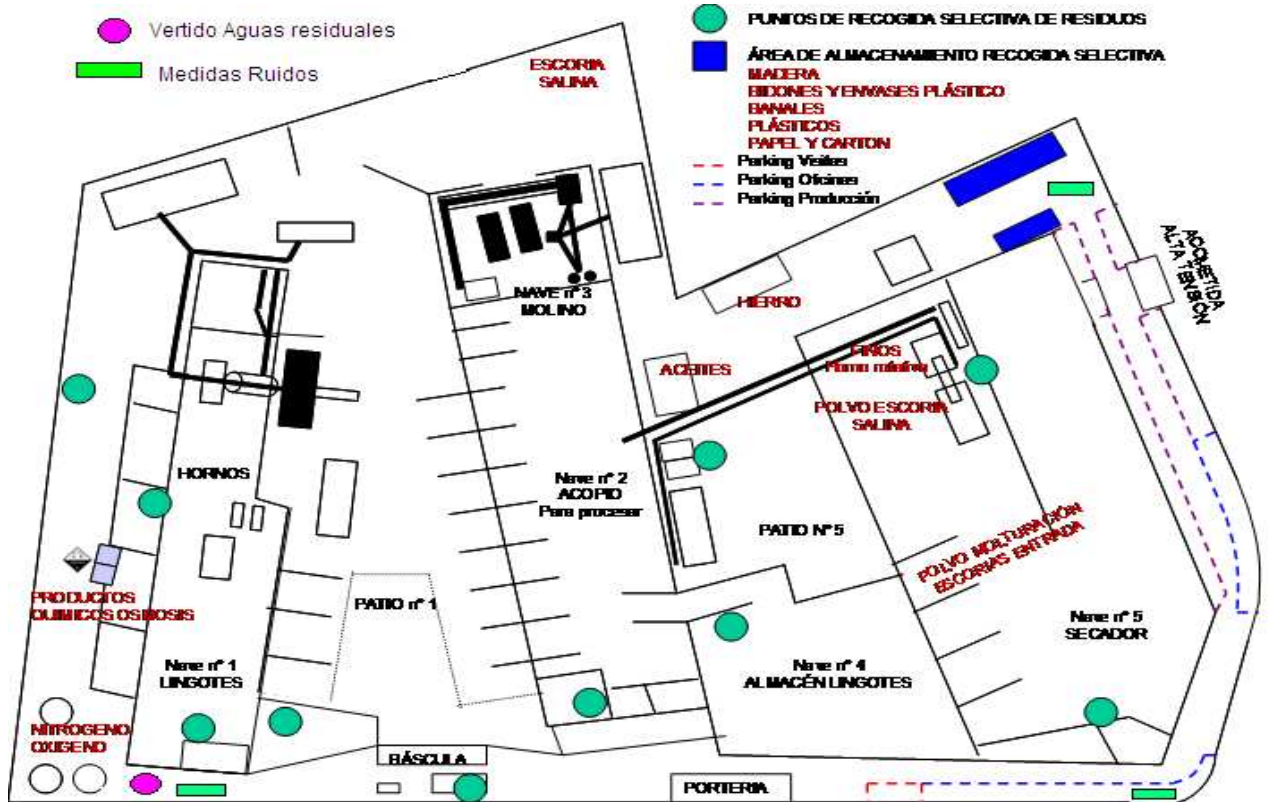 Vertido Aguas residuales
Medidas Ruidos
PUNTOS DE RECOGIDA SELECTIVA DE RESIDUOS
ÁREA DE ALMACENAMIENTO RECOGIDA SELECTIVA
MADERA
BIDONES Y ENVASES PLÁSTICO
BANALES
PLÁSTICOS
PAPEL Y CARTON
Parking Visitas
Parking Oficinas
Parking Producción
ESCORIA
SALINA
ACOMETIDA
ALTA TENSIÓN
NAVE nº 3
MOLINO
HIERRO
ACEITES
FINOS
Horno rotativo
POLVO ESCORIA
SALINA
HORNOS
Nave nº 2
ACOPIO
Para procesar
PATIO Nº 5
POLVO MOLTURACIÓN
ESCORIAS ENTRADA
PRODUCTOS
QUIMICOS OSMOSIS
PATIO nº 1
Nave nº 5
SECADOR
Nave nº 1
LINGOTES
Nave nº 4
ALMACÉN LINGOTES
NITROGENO
OXIGENO
BÁSCULA
PORTERIA